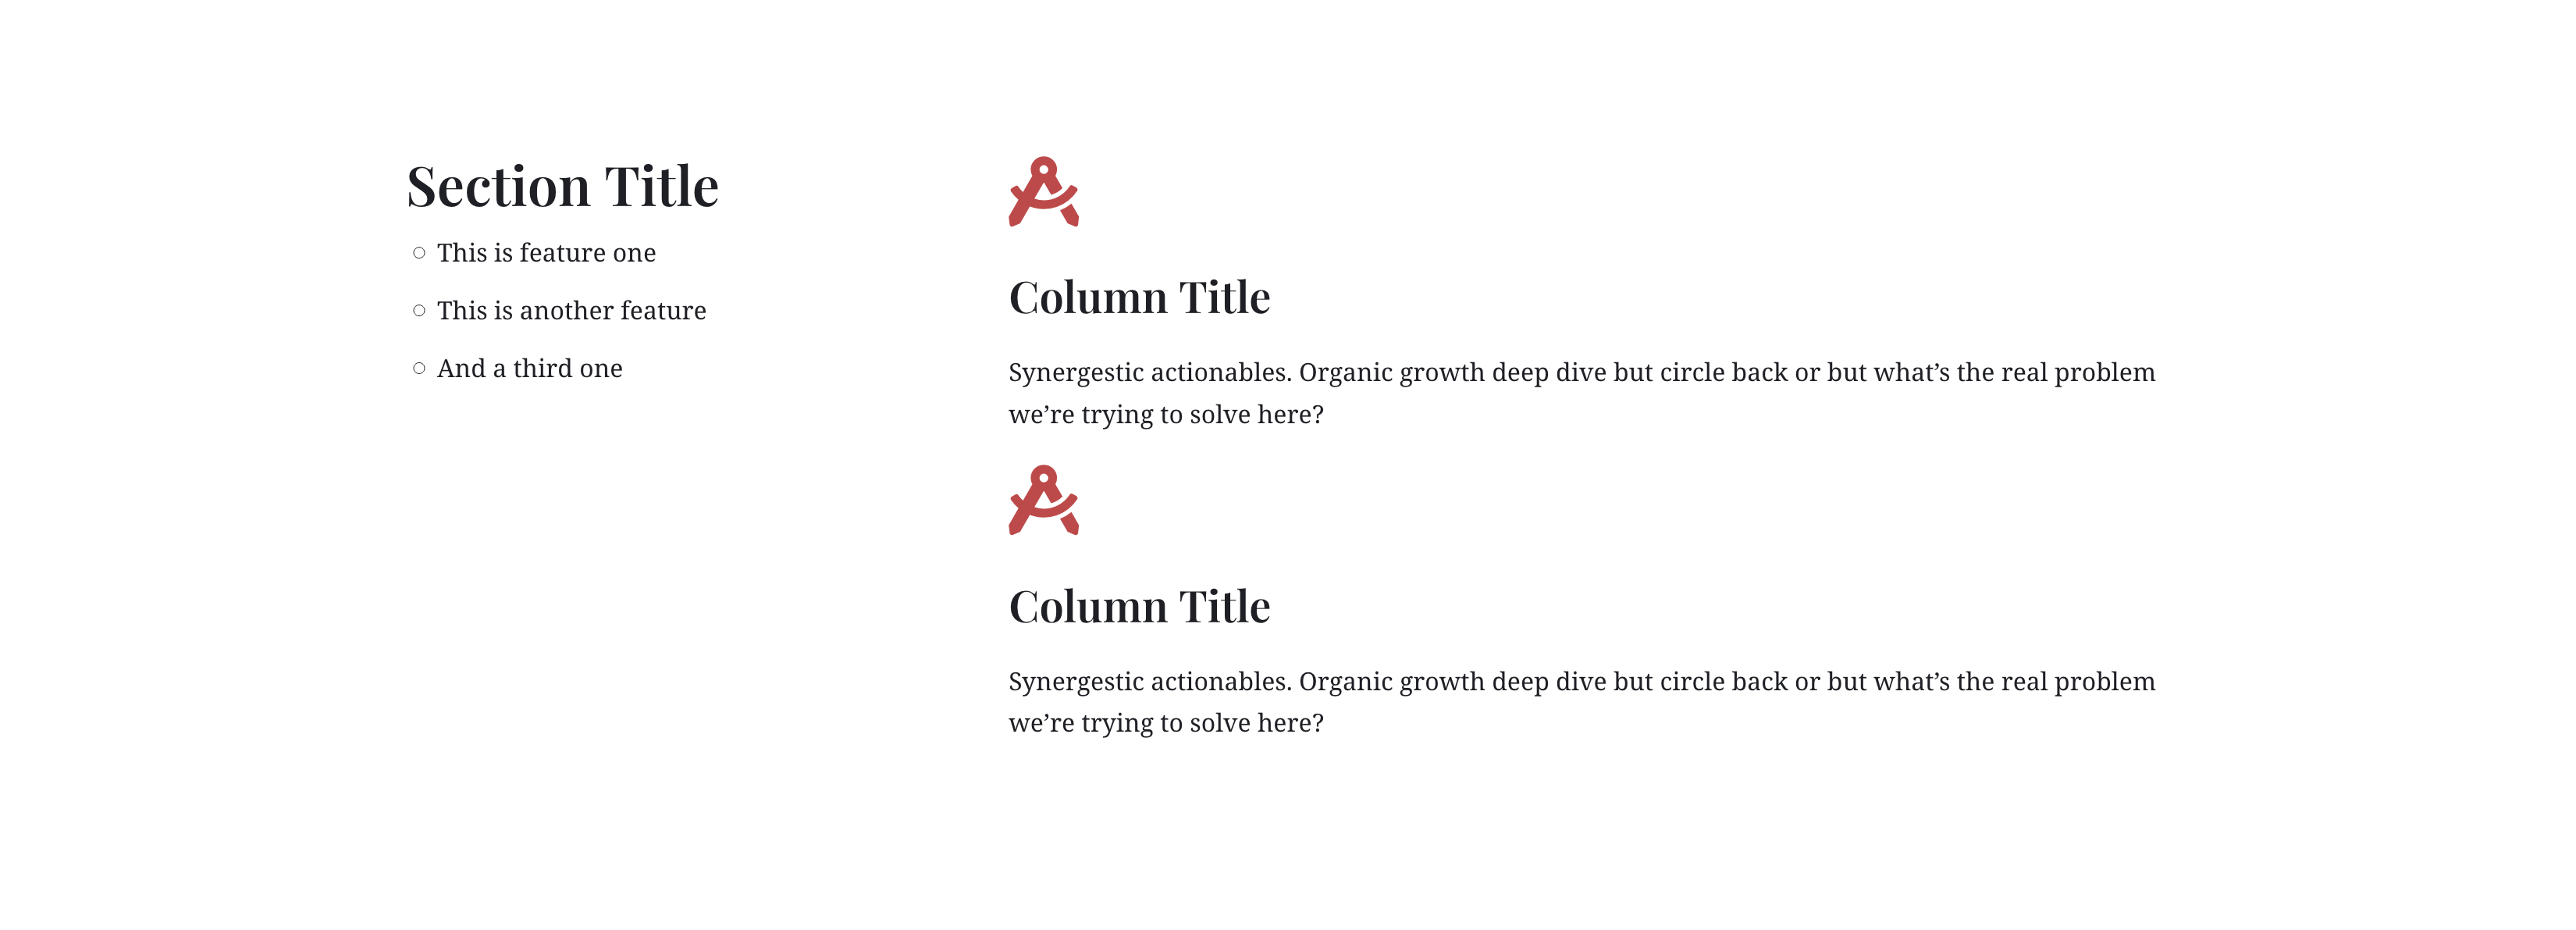 Section Title
This is feature one
This is another feature
And a third one
Column Title
Synergestic actionables. Organic growth deep dive but circle back or but what’s the real problem
we’re trying to solve here?
Column Title
Synergestic actionables. Organic growth deep dive but circle back or but what’s the real problem
we’re trying to solve here?